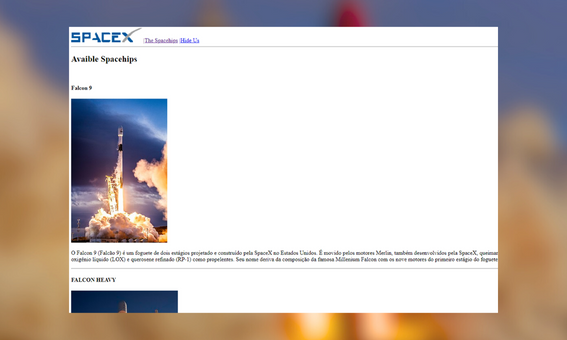 SPACEX |The Spacehips |Hide Us
Avaible Spacehips
Falcon 9
O Falcon 9 (Falcão 9) é um foguete de dois estágios projetado e construído pela SpaceX no Estados Unidos. É movido pelos motores Merlin, também desenvolvidos pela SpaceX, queimar
oxigênio líquido (LOX) e querosene refinado (RP-1) como propelentes. Seu nome deriva da composição da famosa Millenium Falcon com os nove motores do primeiro estágio do foguete
FALCON HEAVY